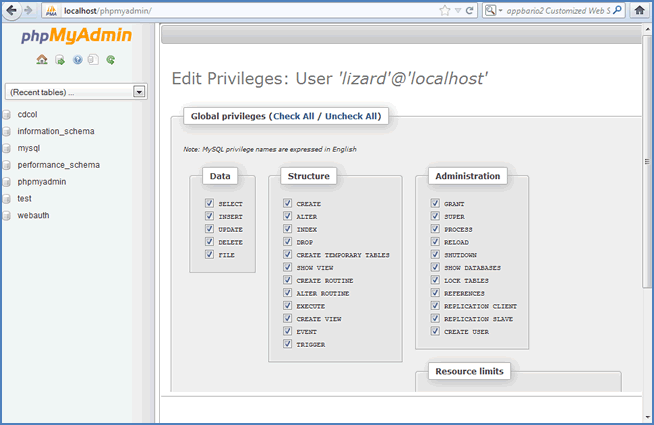 localhost/phpmyadmin/
appbario2 Customized Web S
PMA
phpMyAdmin
(Recent tables) ...
cdcol
information_schema
mysql
performance_schema
phpmyadmin
test
webauth
Edit Privileges: User 'lizard'@'localhost'
Global privileges (Check All / Uncheck All)
Note: MySQL privilege names are expressed in English
Data
SELECT
INSERT
UPDATE
DELETE
FILE
Structure
CREATE
ALTER
INDEX
DROP
CREATE TEMPORARY TABLES
SHOW VIEW
CREATE ROUTINE
ALTER ROUTINE
EXECUTE
CREATE VIEW
EVENT
TRIGGER
Administration
GRANT
SUPER
PROCESS
RELOAD
SHUTDOWN
SHOW DATABASES
LOCK TABLES
REFERENCES
REPLICATION CLIENT
REPLICATION SLAVE
CREATE USER
Resource limits